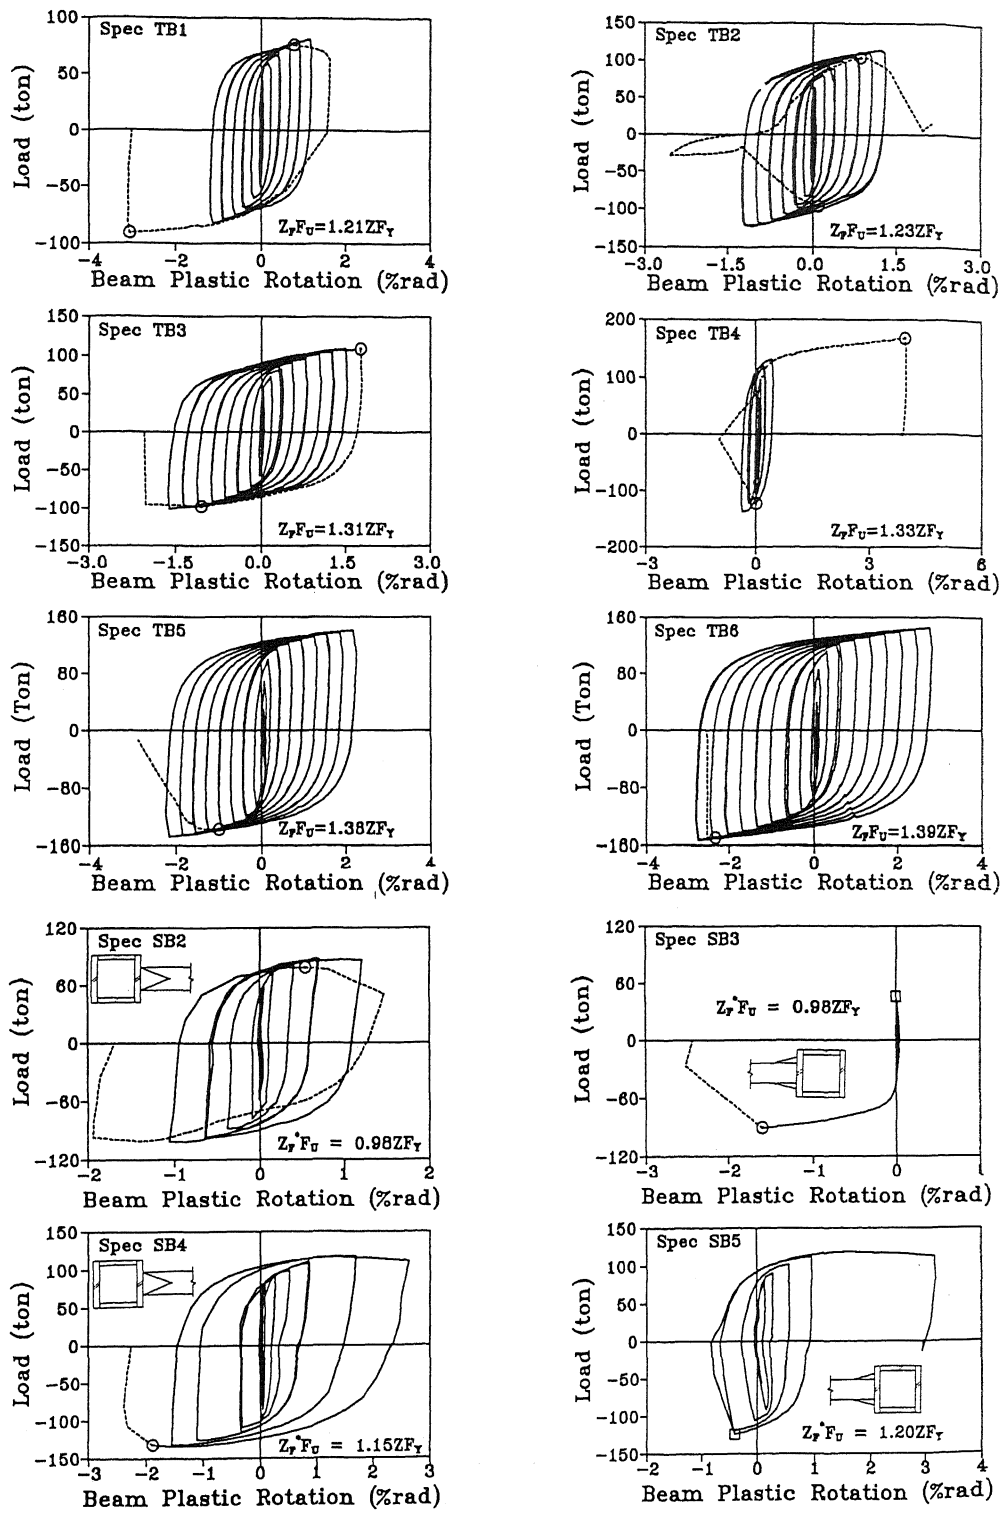 Spec TB1
Load (ton)
100
50
0
-50
-100
Z_FF_U=1.21ZF_Y
-4 -2 0 2 4
Beam Plastic Rotation (%rad)
Spec TB2
Load (ton)
150
100
50
0
-50
-100
-150
Z_FF_U=1.23ZF_Y
-3.0 -1.5 0.0 1.5 3.0
Beam Plastic Rotation (%rad)
Spec TB3
Load (ton)
150
100
50
0
-50
-100
-150
Z_FF_U=1.31ZF_Y
-3.0 -1.5 0.0 1.5 3.0
Beam Plastic Rotation (%rad)
Spec TB4
Load (ton)
200
100
0
-100
-200
Z_FF_U=1.33ZF_Y
-3 0 3 6
Beam Plastic Rotation (%rad)
Spec TB5
Load (Ton)
160
80
0
-80
-160
Z_FF_U=1.38ZF_Y
-4 -2 0 2 4
Beam Plastic Rotation (%rad)
Spec TB6
Load (Ton)
160
80
0
-80
-160
Z_FF_U=1.39ZF_Y
-4 -2 0 2 4
Beam Plastic Rotation (%rad)
Spec SB2
Load (ton)
120
60
0
-60
-120
Z_F*F_U = 0.98ZF_Y
-2 -1 0 1 2
Beam Plastic Rotation (%rad)
Spec SB3
Load (ton)
120
60
0
-60
-120
Z_F*F_U = 0.98ZF_Y
-3 -2 -1 0 1
Beam Plastic Rotation (%rad)
Spec SB4
Load (ton)
150
100
50
0
-50
-100
-150
Z_F*F_U = 1.15ZF_Y
-3 -2 -1 0 1 2 3
Beam Plastic Rotation (%rad)
Spec SB5
Load (ton)
150
100
50
0
-50
-100
-150
Z_F*F_U = 1.20ZF_Y
-2 -1 0 1 2 3 4
Beam Plastic Rotation (%rad)